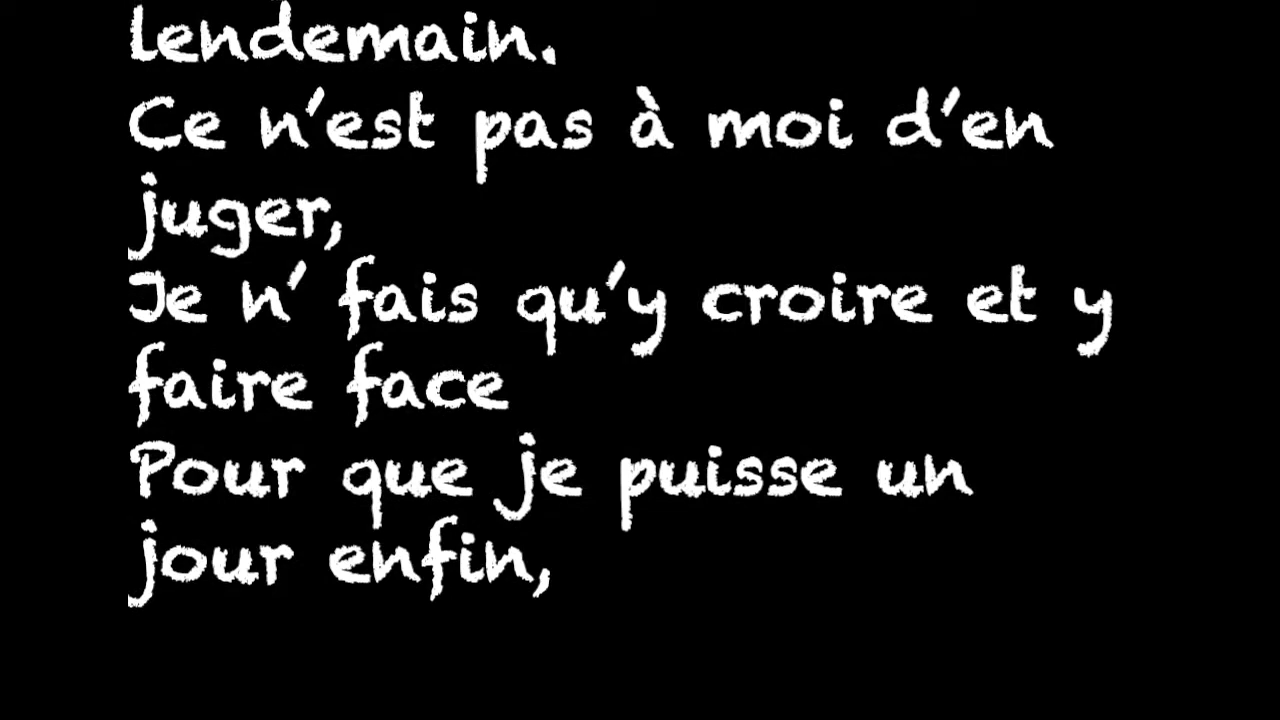 lendemain.
Ce n'est pas à moi d'en
juger,
Je n' fais qu'y croire et y
faire face
Pour que je puisse un
jour enfin,